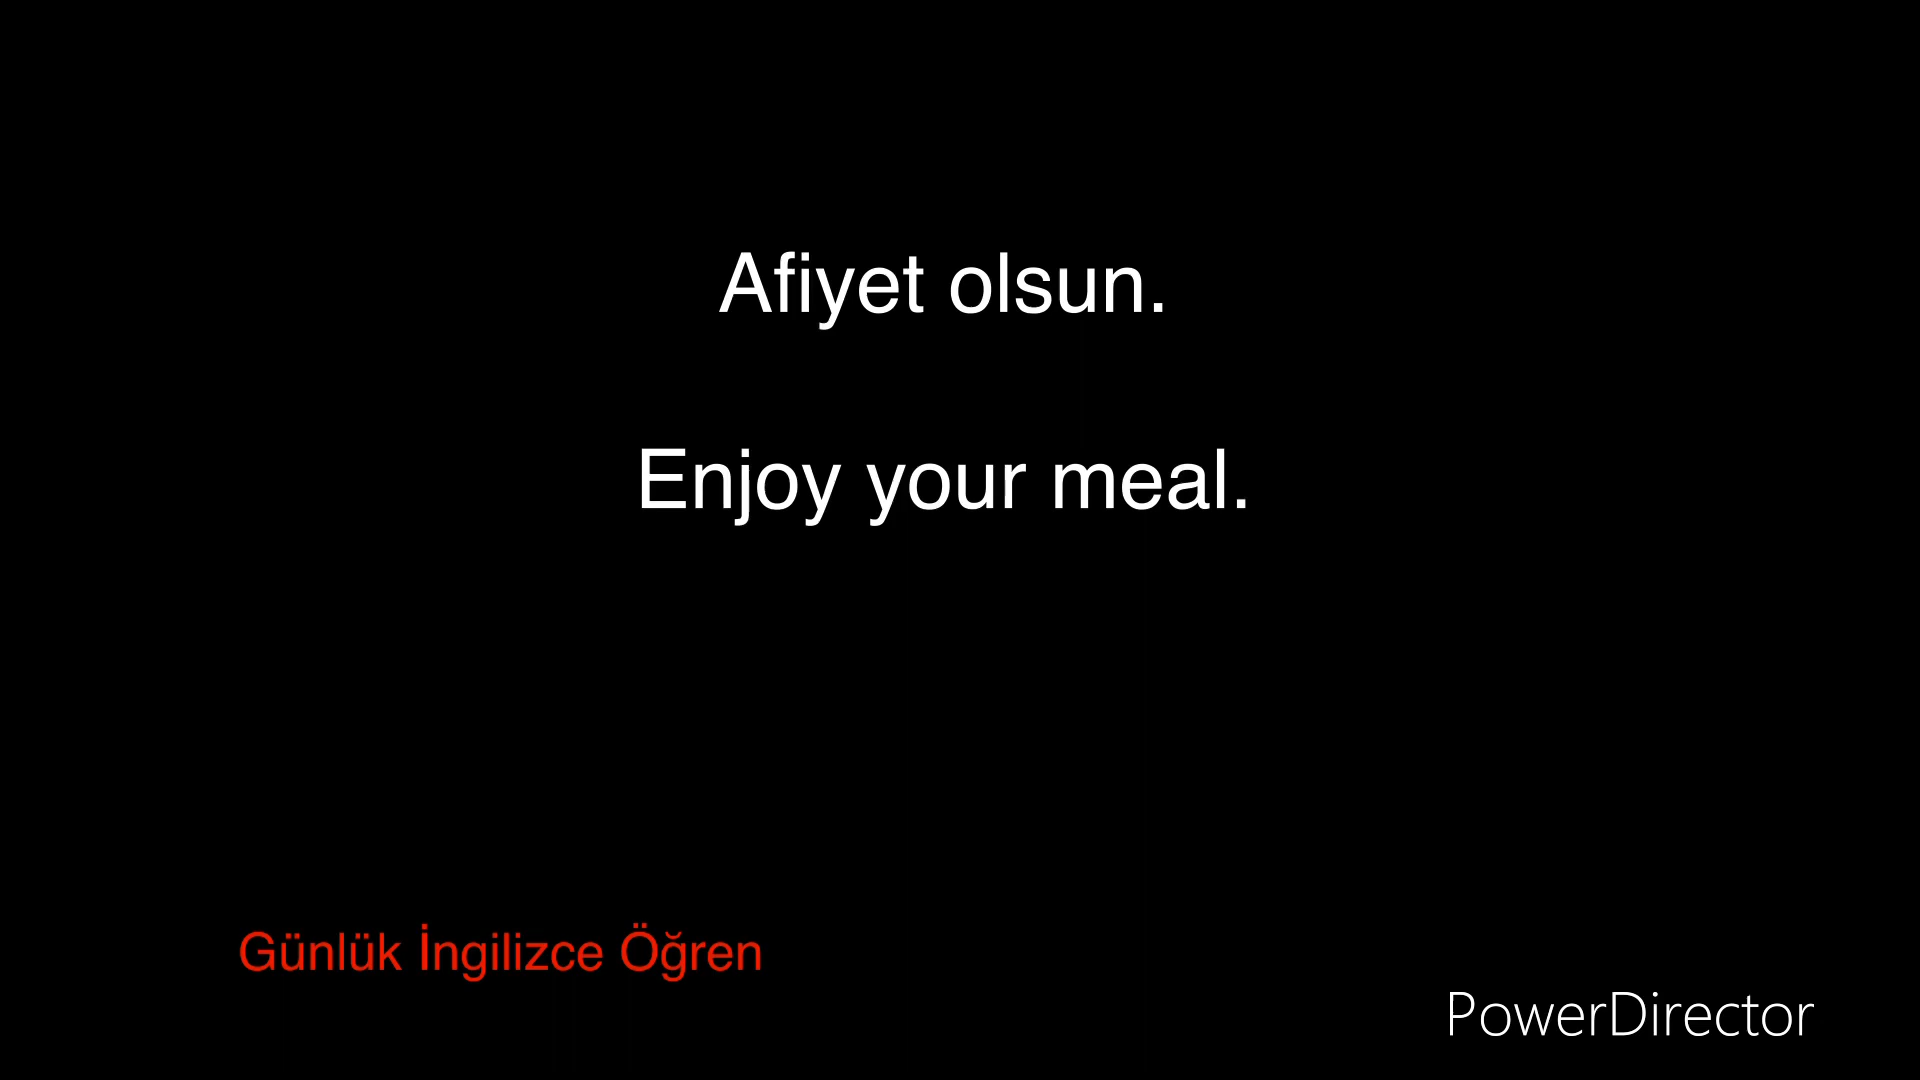 Afiyet olsun.
Enjoy your meal.
Günlük İngilizce Öğren
PowerDirector